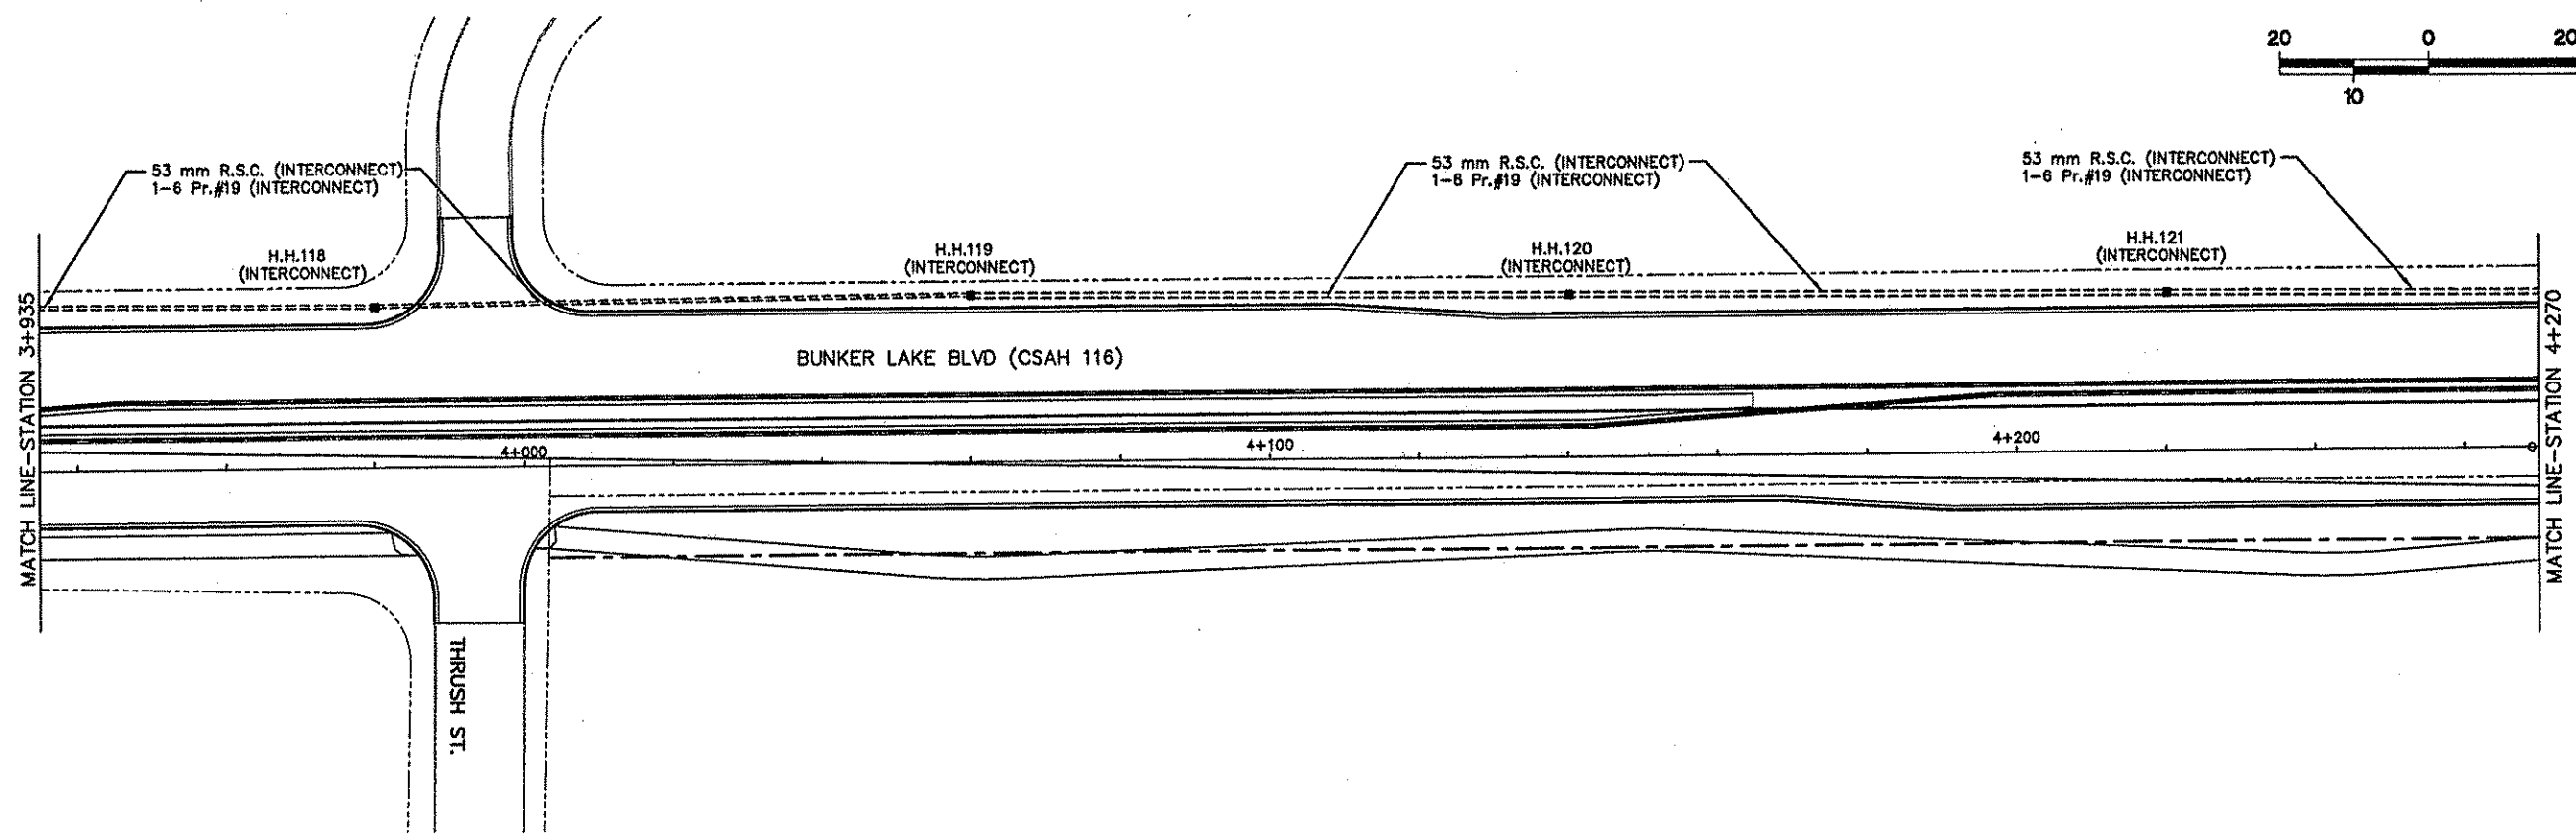 20 0 20
10
53 mm R.S.C. (INTERCONNECT)
1-6 Pr.#19 (INTERCONNECT)
53 mm R.S.C. (INTERCONNECT)
1-6 Pr.#19 (INTERCONNECT)
53 mm R.S.C. (INTERCONNECT)
1-6 Pr.#19 (INTERCONNECT)
H.H.118
(INTERCONNECT)
H.H.119
(INTERCONNECT)
H.H.120
(INTERCONNECT)
H.H.121
(INTERCONNECT)
MATCH LINE-STATION 3+935
BUNKER LAKE BLVD (CSAH 116)
4+000
4+100
4+200
MATCH LINE-STATION 4+270
THRUSH ST.